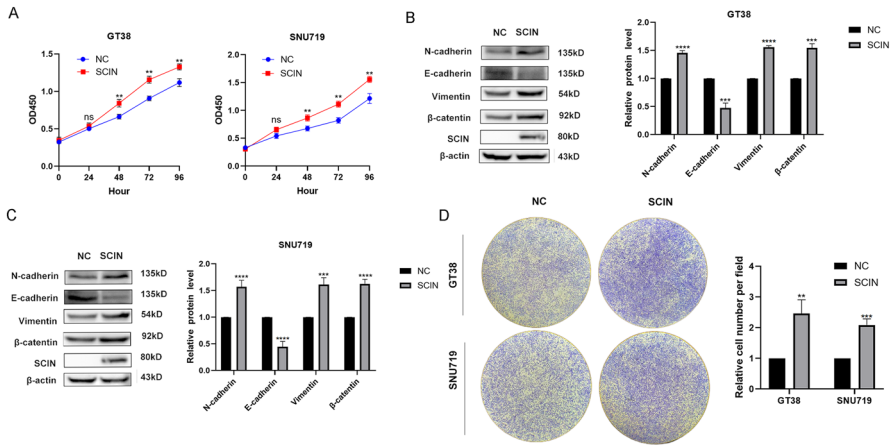 A
GT38
NC
SCIN
OD450
1.5
1.0
0.5
0.0
ns
**
**
**
0 24 48 72 96
Hour
SNU719
NC
SCIN
OD450
2.0
1.5
1.0
0.5
0.0
ns
**
**
**
0 24 48 72 96
Hour
B
NC SCIN
N-cadherin 135kD
E-cadherin 135kD
Vimentin 54kD
β-catenin 92kD
SCIN 80kD
β-actin 43kD
GT38
Relative protein level
2.0
1.5
1.0
0.5
0.0
****
***
****
***
NC
SCIN
N-cadherin
E-cadherin
Vimentin
β-catentin
C
NC SCIN
N-cadherin 135kD
E-cadherin 135kD
Vimentin 54kD
β-catentin 92kD
SCIN 80kD
β-actin 43kD
SNU719
Relative protein level
2.0
1.5
1.0
0.5
0.0
****
****
***
****
NC
SCIN
N-cadherin
E-cadherin
Vimentin
β-catentin
D
NC SCIN
GT38
SNU719
Relative cell number per field
6
4
2
0
**
***
NC
SCIN
GT38 SNU719